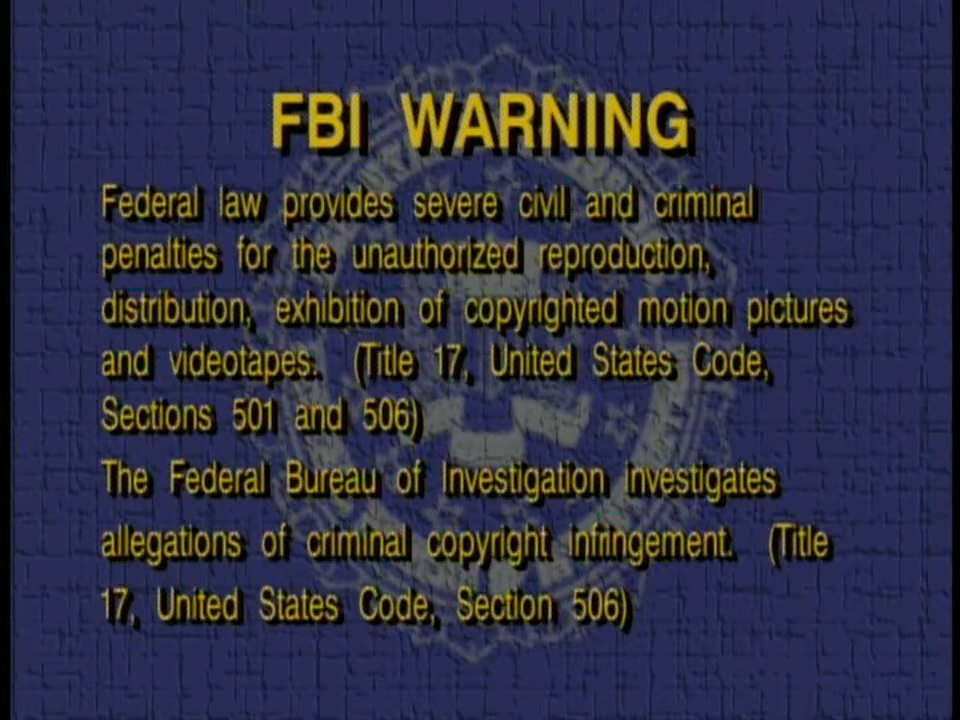 FBI WARNING
Federal law provides severe civil and criminal
penalties for the unauthorized reproduction,
distribution, exhibition of copyrighted motion pictures
and videotapes. (Title 17, United States Code,
Sections 501 and 506)
The Federal Bureau of Investigation investigates
allegations of criminal copyright infringement. (Title
17, United States Code, Section 506)